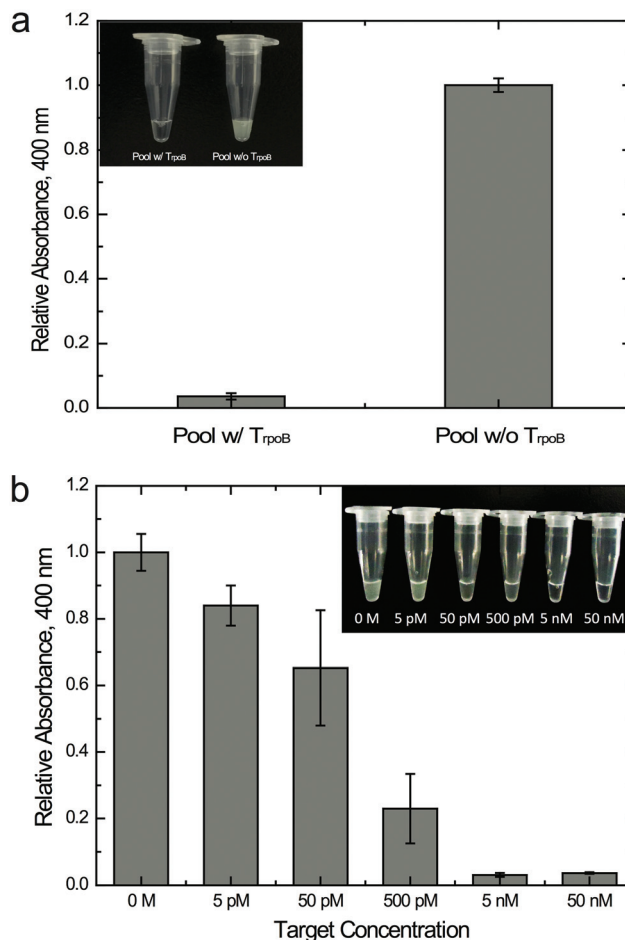 a
Relative Absorbance, 400 nm
1.2
1.0
0.8
0.6
0.4
0.2
0.0
Pool w/ TrpoB
Pool w/o TrpoB
Pool w/ TrpoB
Pool w/o TrpoB
b
Relative Absorbance, 400 nm
1.2
1.0
0.8
0.6
0.4
0.2
0.0
0 M
5 pM
50 pM
500 pM
5 nM
50 nM
0 M
5 pM
50 pM
500 pM
5 nM
50 nM
Target Concentration